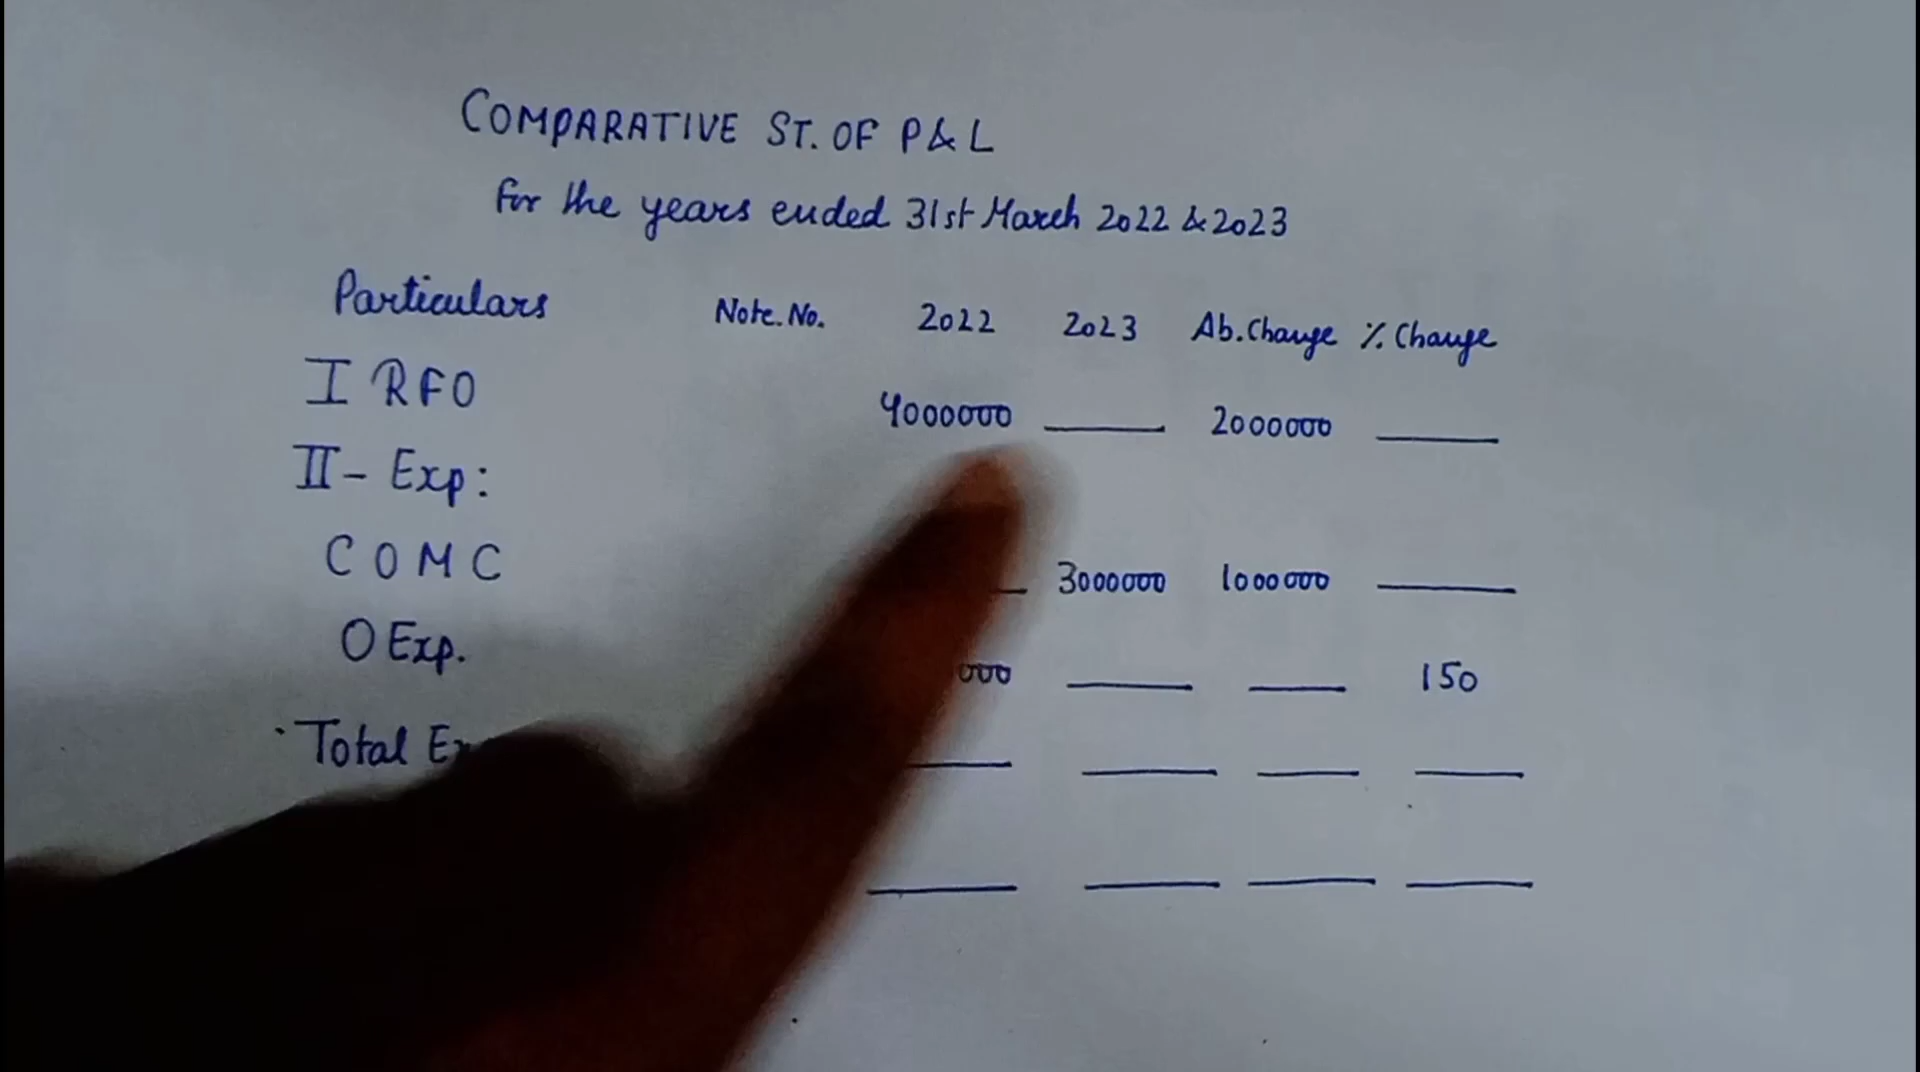 COMPARATIVE ST. OF P & L
for the years ended 31st March 2022 & 2023
Particulars Note. No. 2022 2023 Ab. Change % Change
I RFO 4000000 2000000
II - Exp:
COMC 3000000 1000000
O Exp. 000 150
Total